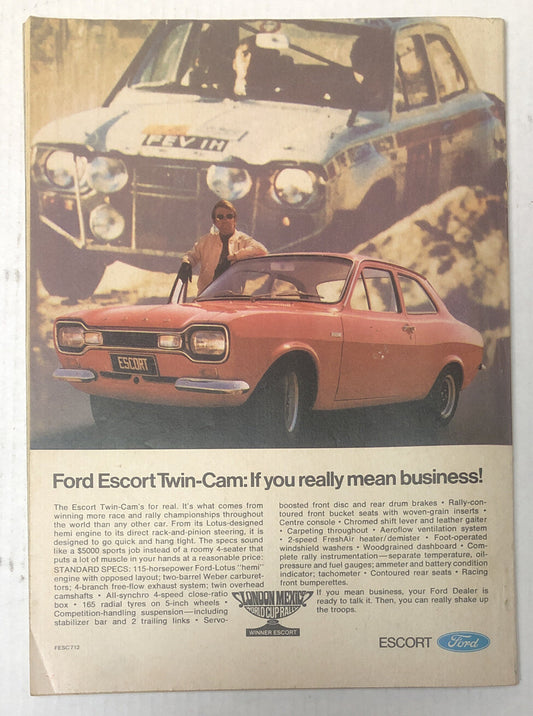 PEV 1H
ESCORT
Ford Escort Twin-Cam: If you really mean business!
The Escort Twin-Cam's for real. It's what comes from
winning more race and rally championships throughout
the world than any other car. From its Lotus-designed
hemi engine to its direct rack-and-pinion steering, it is
designed to go quick and hang tight. The specs sound
like a $5000 sports job instead of a roomy 4-seater that
puts a lot of muscle in your hands at a reasonable price:
STANDARD SPECS: 115-horsepower Ford-Lotus "hemi"
engine with opposed layout; two-barrel Weber carburet-
tors; 4-branch free-flow exhaust system; twin overhead
camshafts • All-synchro 4-speed close-ratio
box • 165 radial tyres on 5-inch wheels •
Competition-handling suspension—including
stabilizer bar and 2 trailing links • Servo-
boosted front disc and rear drum brakes • Rally-con-
toured front bucket seats with woven-grain inserts •
Centre console • Chromed shift lever and leather gaiter
• Carpeting throughout • Aeroflow ventilation system
• 2-speed FreshAir heater/demister • Foot-operated
windshield washers • Woodgrained dashboard • Com-
plete rally instrumentation—separate temperature, oil-
pressure and fuel gauges; ammeter and battery condition
indicator; tachometer • Contoured rear seats • Racing
front bumperettes.
If you mean business, your Ford Dealer is
ready to talk it. Then, you can really shake up
the troops.
LONDON MEXICO
WORLD CUP RALLY
WINNER ESCORT
FESC 712
ESCORT Ford